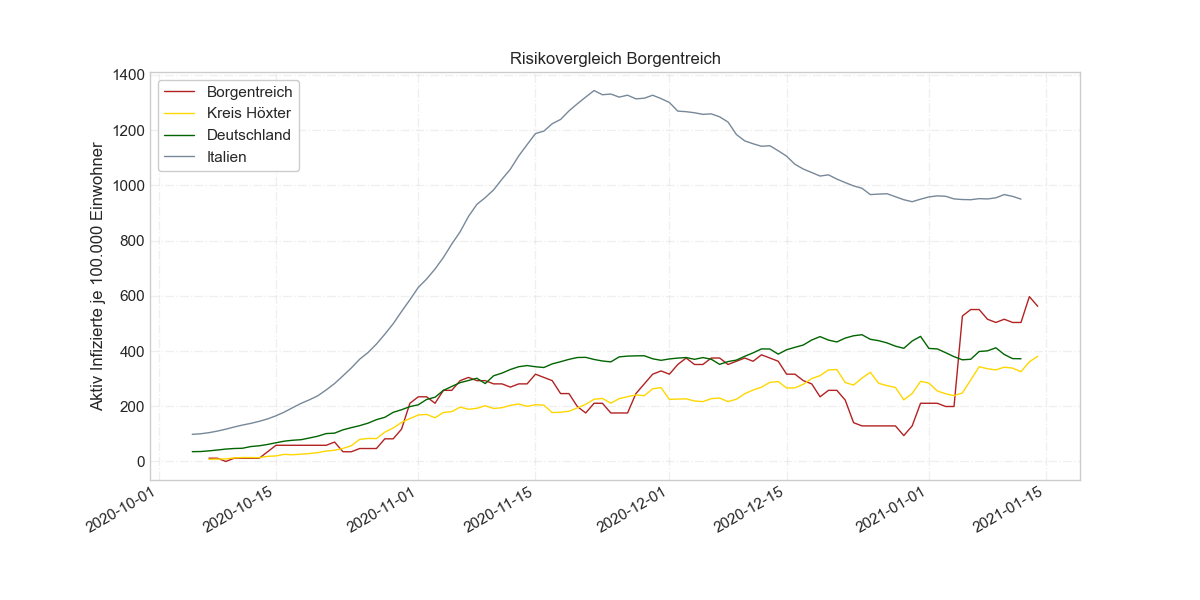 Risikovergleich Borgentreich
Aktiv Infizierte je 100.000 Einwohner
1400
1200
1000
800
600
400
200
0
Borgentreich
Kreis Höxter
Deutschland
Italien
2020-10-01
2020-10-15
2020-11-01
2020-11-15
2020-12-01
2020-12-15
2021-01-01
2021-01-15